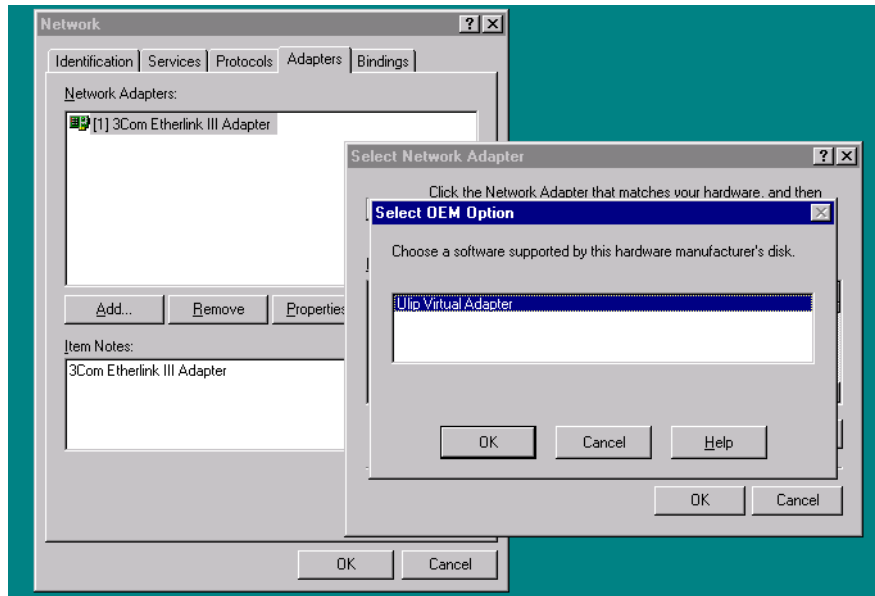 Network
Identification Services Protocols Adapters Bindings
Network Adapters:
[1] 3Com Etherlink III Adapter
Add... Remove Properties
Item Notes:
3Com Etherlink III Adapter
OK Cancel
Select Network Adapter
Click the Network Adapter that matches your hardware, and then
Select OEM Option
Choose a software supported by this hardware manufacturer's disk.
Ulip Virtual Adapter
OK Cancel Help
OK Cancel